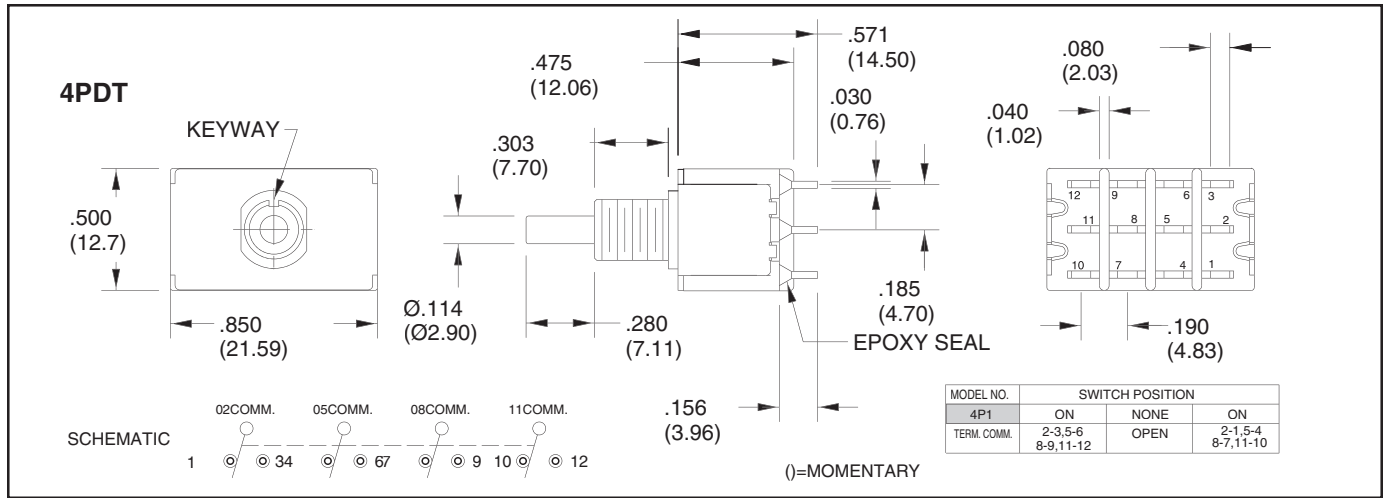 4PDT
KEYWAY
.500
(12.7)
.850
(21.59)
.475
(12.06)
.303
(7.70)
Ø.114
(Ø2.90)
.280
(7.11)
.571
(14.50)
.030
(0.76)
.185
(4.70)
EPOXY SEAL
.156
(3.96)
.080
(2.03)
.040
(1.02)
12 9 6 3
11 8 5 2
10 7 4 1
.190
(4.83)
SCHEMATIC
02COMM. 05COMM. 08COMM. 11COMM.
1 34 67 9 10 12
MODEL NO. SWITCH POSITION
4P1 ON NONE ON
TERM. COMM. 2-3,5-6 OPEN 2-1,5-4
8-9,11-12 8-7,11-10
()=MOMENTARY